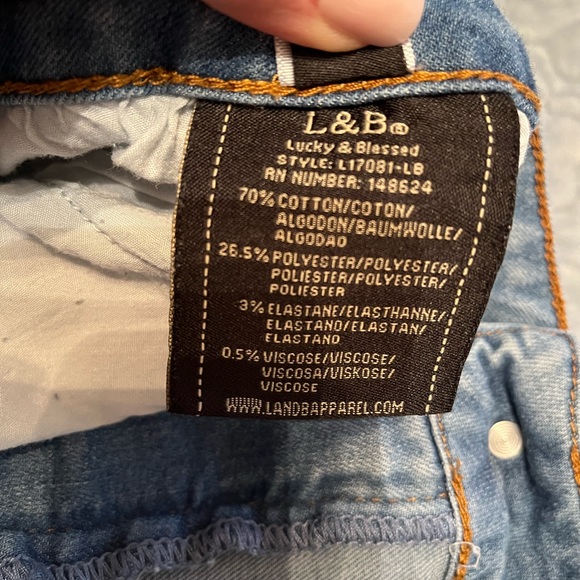 L&B®
Lucky & Blessed
STYLE: L17081-LB
RN NUMBER: 148624
70% COTTON/COTON/
ALGODON/BAUMWOLLE/
ALGODAO
26.5% POLYESTER/POLYESTER/
POLIESTER/POLYESTER/
POLIESTER
3% ELASTANE/ELASTHANNE/
ELASTANO/ELASTAN/
ELASTANO
0.5% VISCOSE/VISCOSE/
VISCOSA/VISKOSE/
VISCOSE
WWW.LANDBAPPAREL.COM